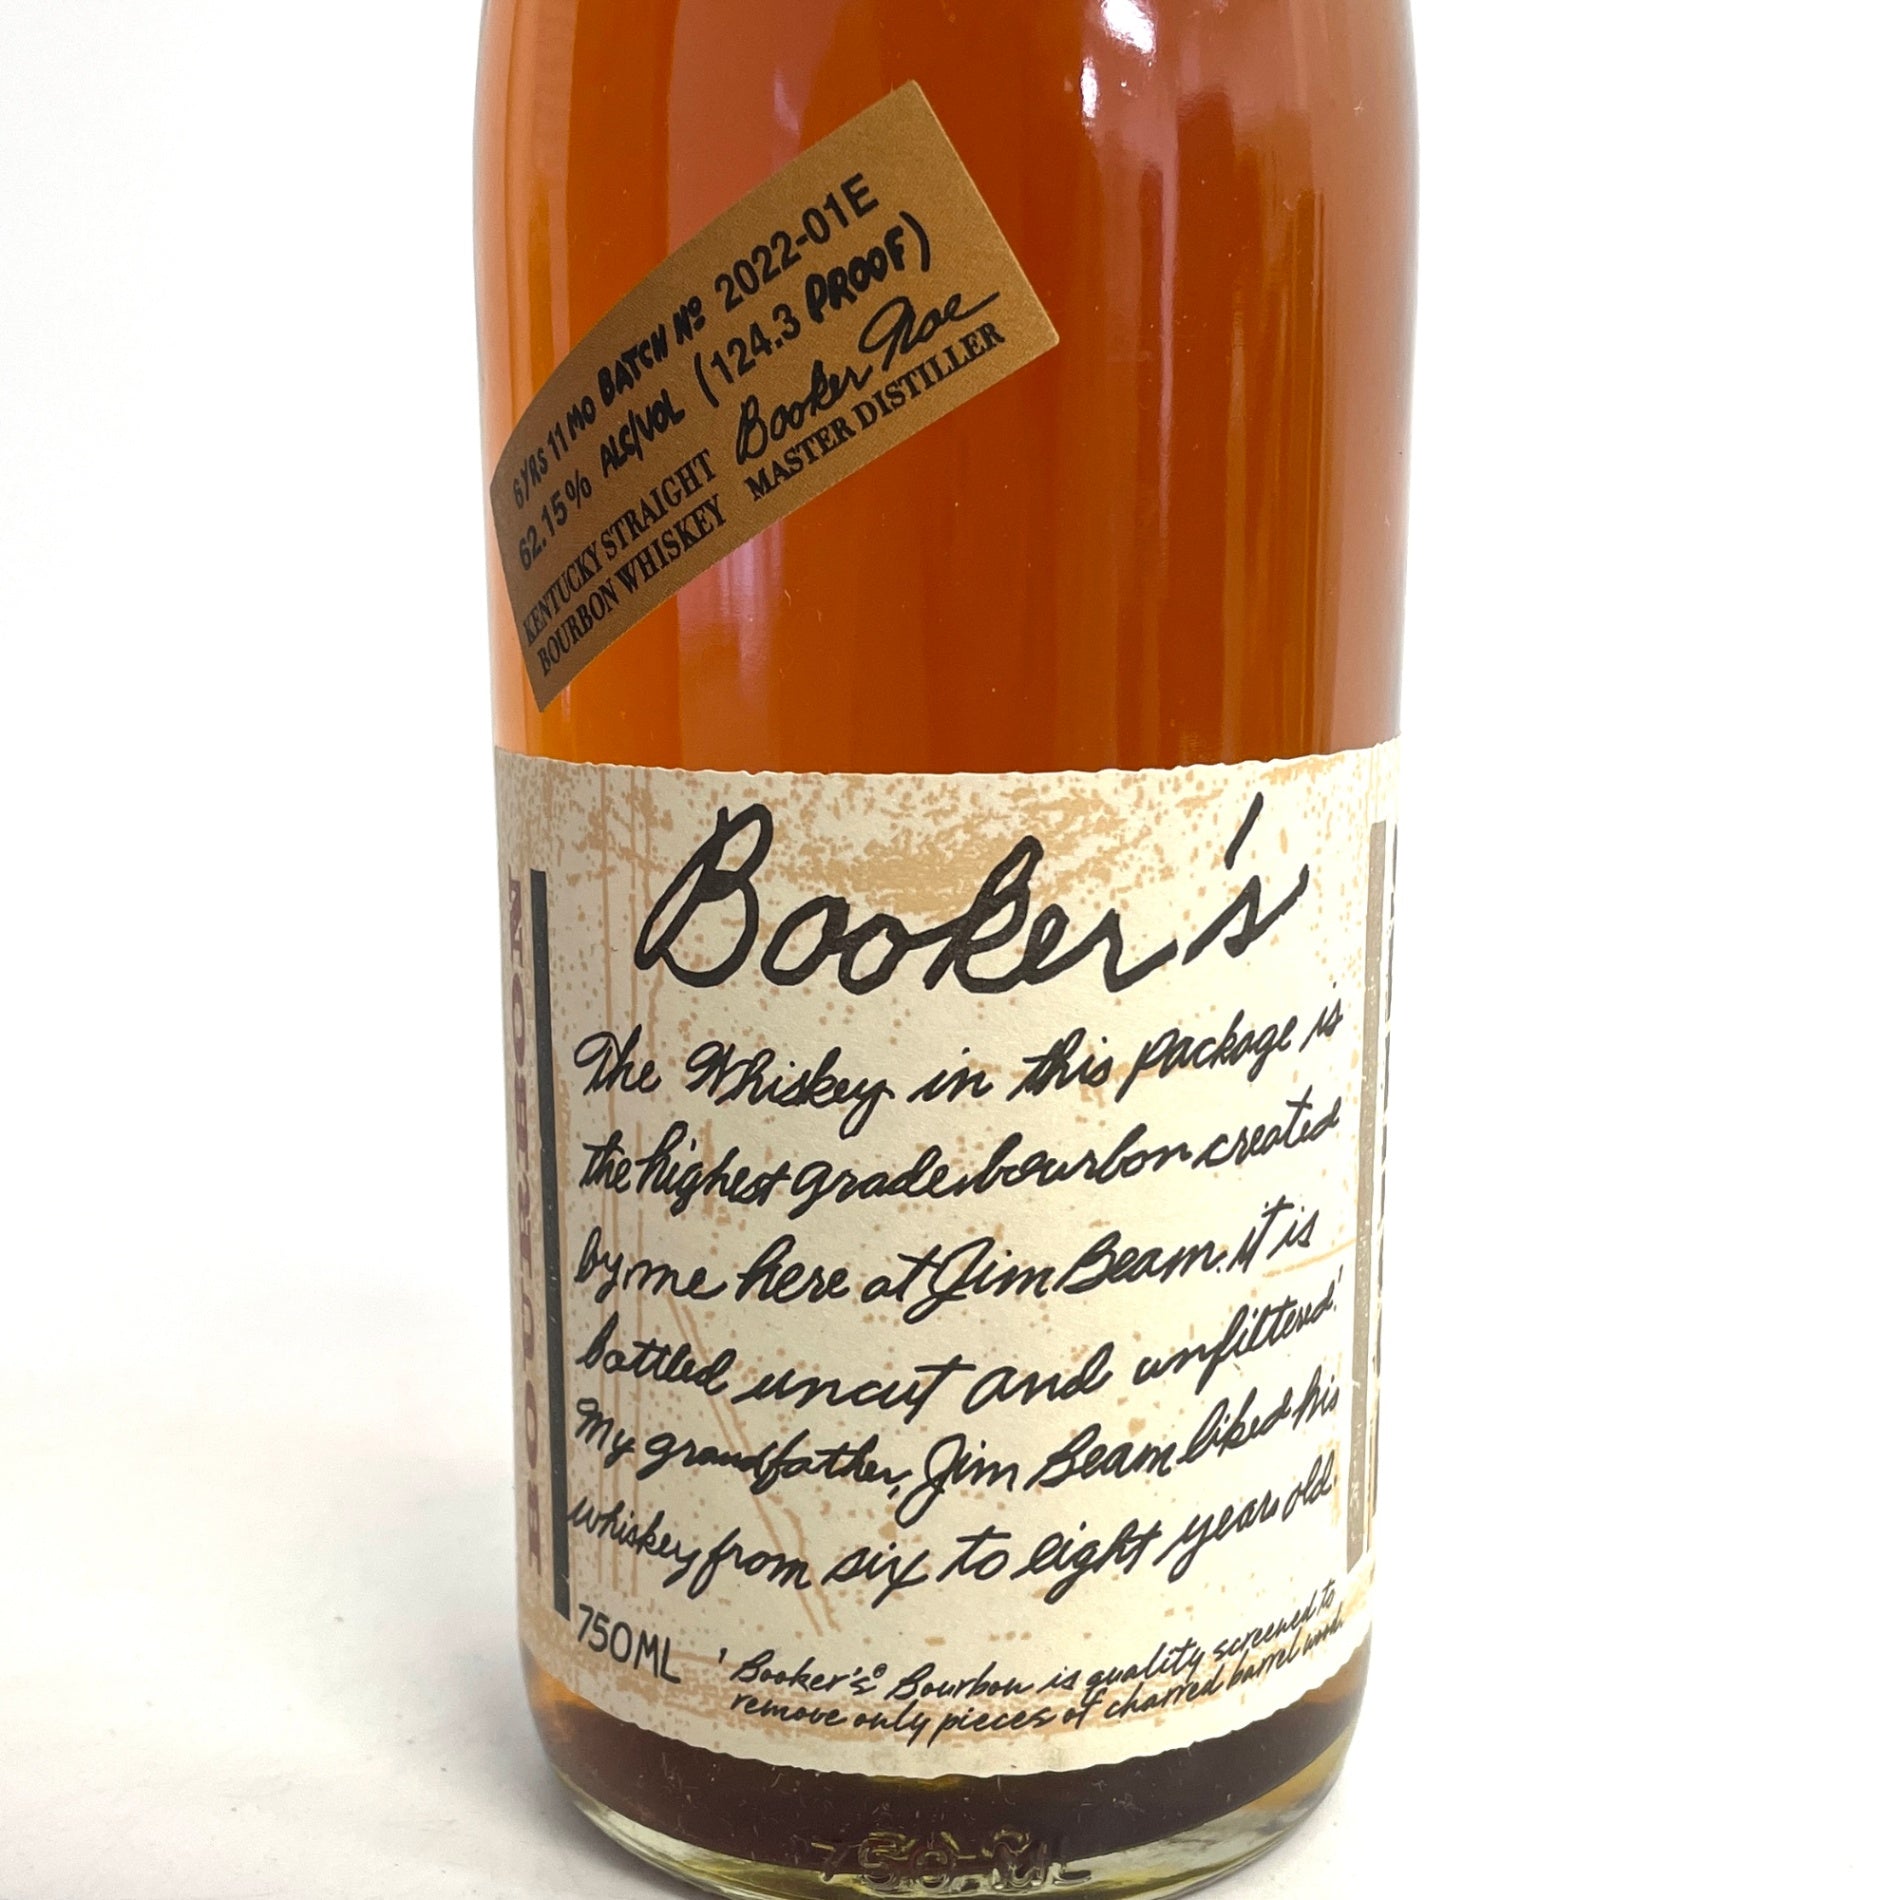 6YRS 11 MO BATCH Nº 2022-01E
62.15% ALC/VOL (124.3 PROOF)
KENTUCKY STRAIGHT
BOURBON WHISKEY
Booker Noe
MASTER DISTILLER
Booker's
The Whiskey in this package is
the highest grade bourbon created
by me here at Jim Beam. it is
bottled uncut and unfiltered.'
My grandfather, Jim Beam liked his
whiskey from six to eight years old.
750ML
' Booker's® Bourbon is quality screened to
remove only pieces of charred barrel wood.
750 ML